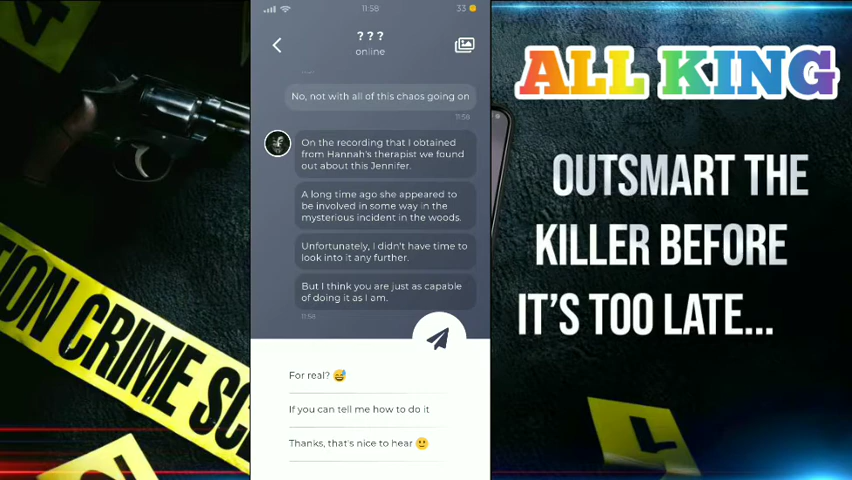 11:58
33
ALL KING
? ? ?
online
No, not with all of this chaos going on
11:58
On the recording that I obtained
from Hannah's therapist we found
out about this Jennifer.
A long time ago she appeared to
be involved in some way in the
mysterious incident in the woods.
Unfortunately, I didn't have time to
look into it any further.
But I think you are just as capable
of doing it as I am.
11:58
For real? 😅
If you can tell me how to do it
Thanks, that's nice to hear 🙂
OUTSMART THE
KILLER BEFORE
IT'S TOO LATE...
TION CRIME SC